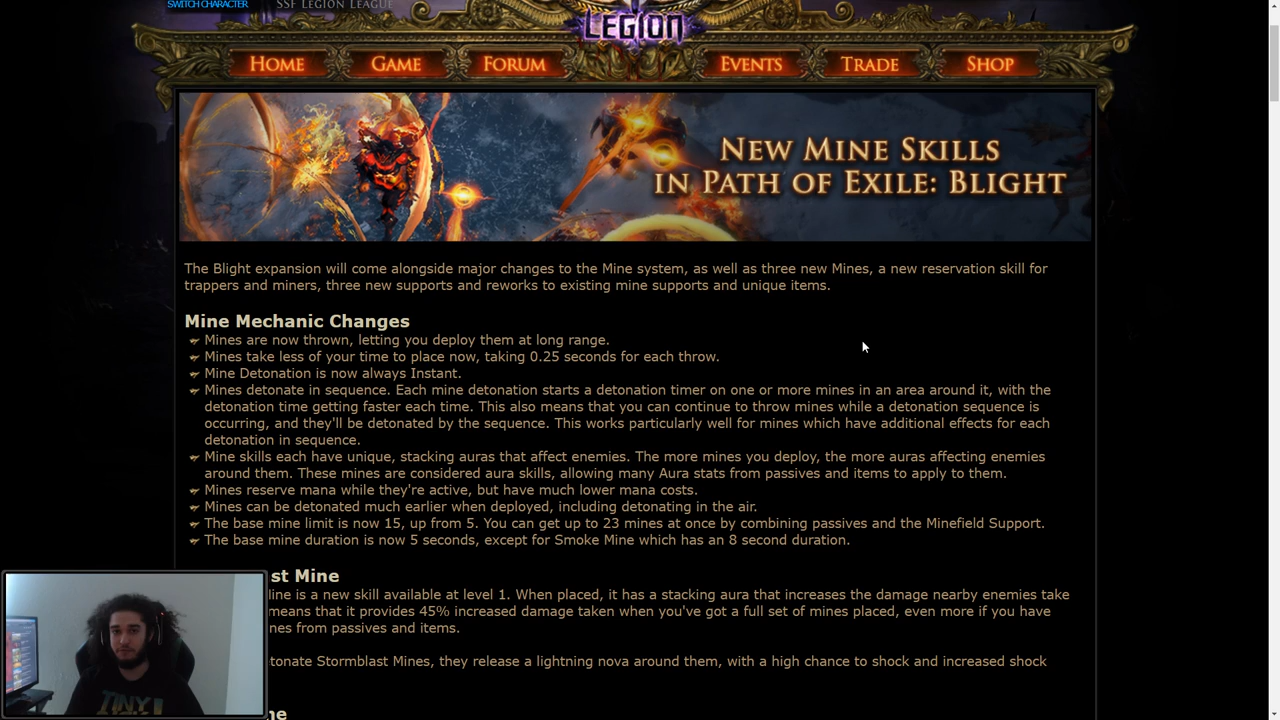 SWITCH CHARACTER SSF LEGION LEAGUE
LEGION
HOME GAME FORUM EVENTS TRADE SHOP
NEW MINE SKILLS
IN PATH OF EXILE: BLIGHT
The Blight expansion will come alongside major changes to the Mine system, as well as three new Mines, a new reservation skill for
trappers and miners, three new supports and reworks to existing mine supports and unique items.
Mine Mechanic Changes
Mines are now thrown, letting you deploy them at long range.
Mines take less of your time to place now, taking 0.25 seconds for each throw.
Mine Detonation is now always Instant.
Mines detonate in sequence. Each mine detonation starts a detonation timer on one or more mines in an area around it, with the
detonation time getting faster each time. This also means that you can continue to throw mines while a detonation sequence is
occurring, and they'll be detonated by the sequence. This works particularly well for mines which have additional effects for each
detonation in sequence.
Mine skills each have unique, stacking auras that affect enemies. The more mines you deploy, the more auras affecting enemies
around them. These mines are considered aura skills, allowing many Aura stats from passives and items to apply to them.
Mines reserve mana while they're active, but have much lower mana costs.
Mines can be detonated much earlier when deployed, including detonating in the air.
The base mine limit is now 15, up from 5. You can get up to 23 mines at once by combining passives and the Minefield Support.
The base mine duration is now 5 seconds, except for Smoke Mine which has an 8 second duration.
st Mine
line is a new skill available at level 1. When placed, it has a stacking aura that increases the damage nearby enemies take
means that it provides 45% increased damage taken when you've got a full set of mines placed, even more if you have
nes from passives and items.
tonate Stormblast Mines, they release a lightning nova around them, with a high chance to shock and increased shock
ne
TINY